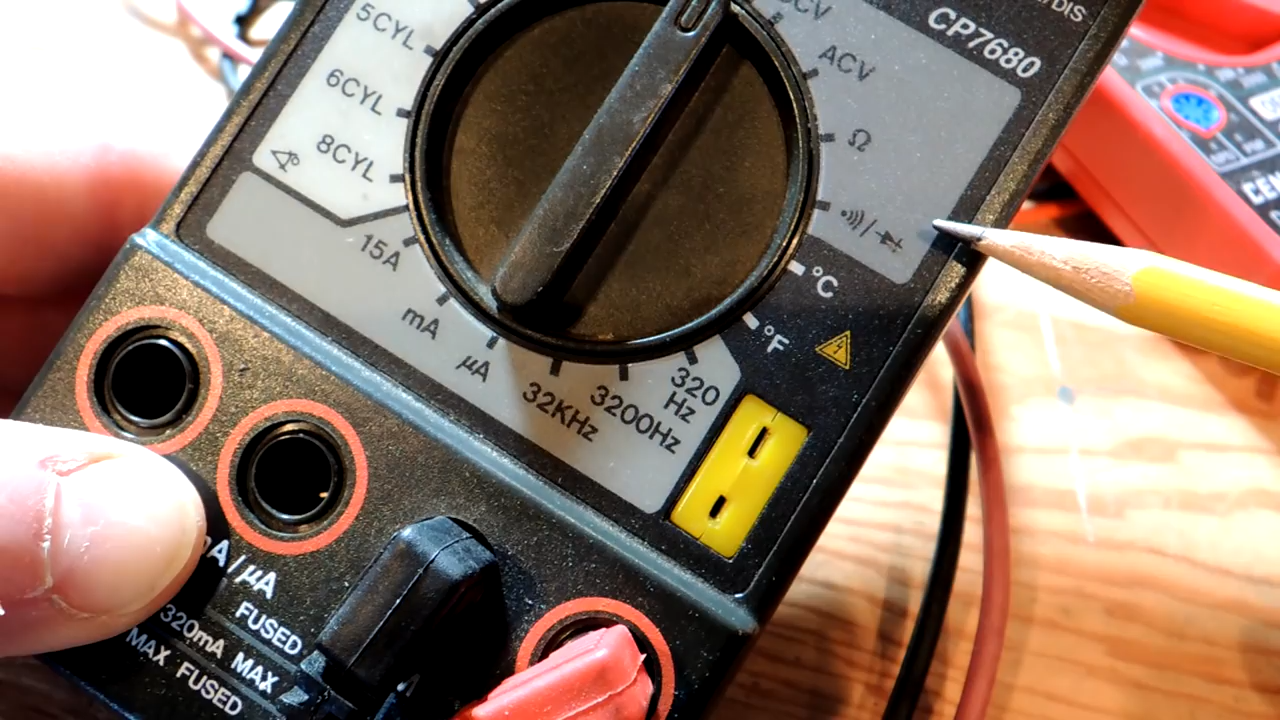 5CYL
6CYL
8CYL
15A
mA
µA
32KHz
3200Hz
320
Hz
°F
°C
Ω
ACV
CP7680
A/µA
FUSED
320mA MAX
MAX FUSED